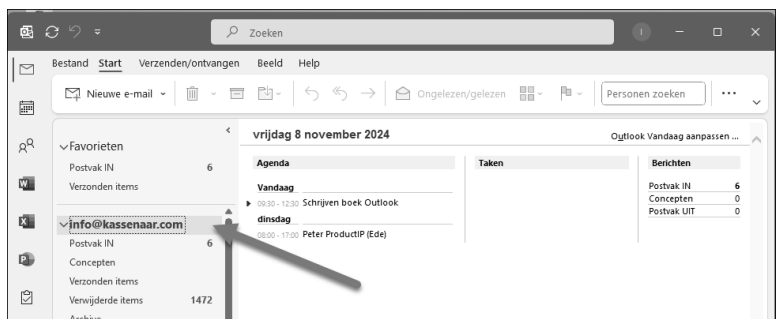 Zoeken
I
Bestand Start Verzenden/ontvangen Beeld Help
Nieuwe e-mail Ongelezen/gelezen Personen zoeken ...
Favorieten
Postvak IN 6
Verzonden items
info@kassenaar.com
Postvak IN 6
Concepten
Verzonden items
Verwijderde items 1472
Archive
vrijdag 8 november 2024 Outlook Vandaag aanpassen ...
Agenda Taken Berichten
Vandaag
09:30 - 12:30 Schrijven boek Outlook
dinsdag
08:00 - 17:00 Peter ProductIP (Ede)
Postvak IN 6
Concepten 0
Postvak UIT 0